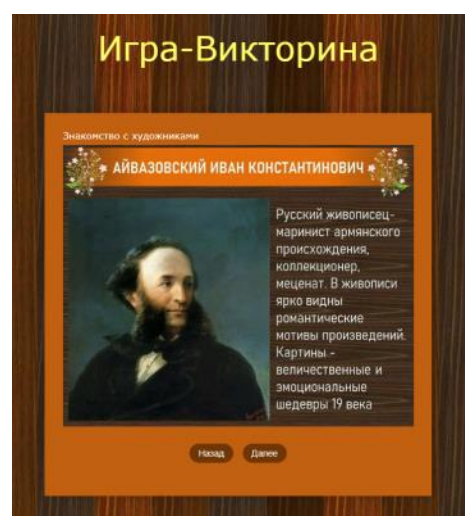 Игра-Викторина
Знакомство с художниками
АЙВАЗОВСКИЙ ИВАН КОНСТАНТИНОВИЧ
Русский живописец-
маринист армянского
происхождения,
коллекционер,
меценат. В живописи
ярко видны
романтические
мотивы произведений.
Картины -
величественные и
эмоциональные
шедевры 19 века
Назад Далее